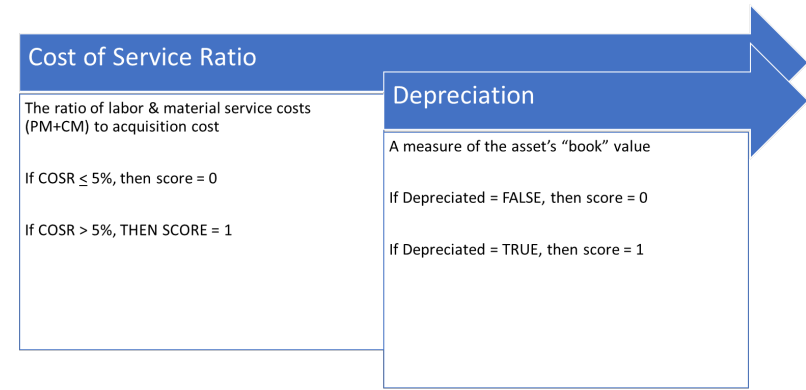 Cost of Service Ratio
The ratio of labor & material service costs
(PM+CM) to acquisition cost
If COSR ≤ 5%, then score = 0
If COSR > 5%, THEN SCORE = 1
Depreciation
A measure of the asset’s “book” value
If Depreciated = FALSE, then score = 0
If Depreciated = TRUE, then score = 1